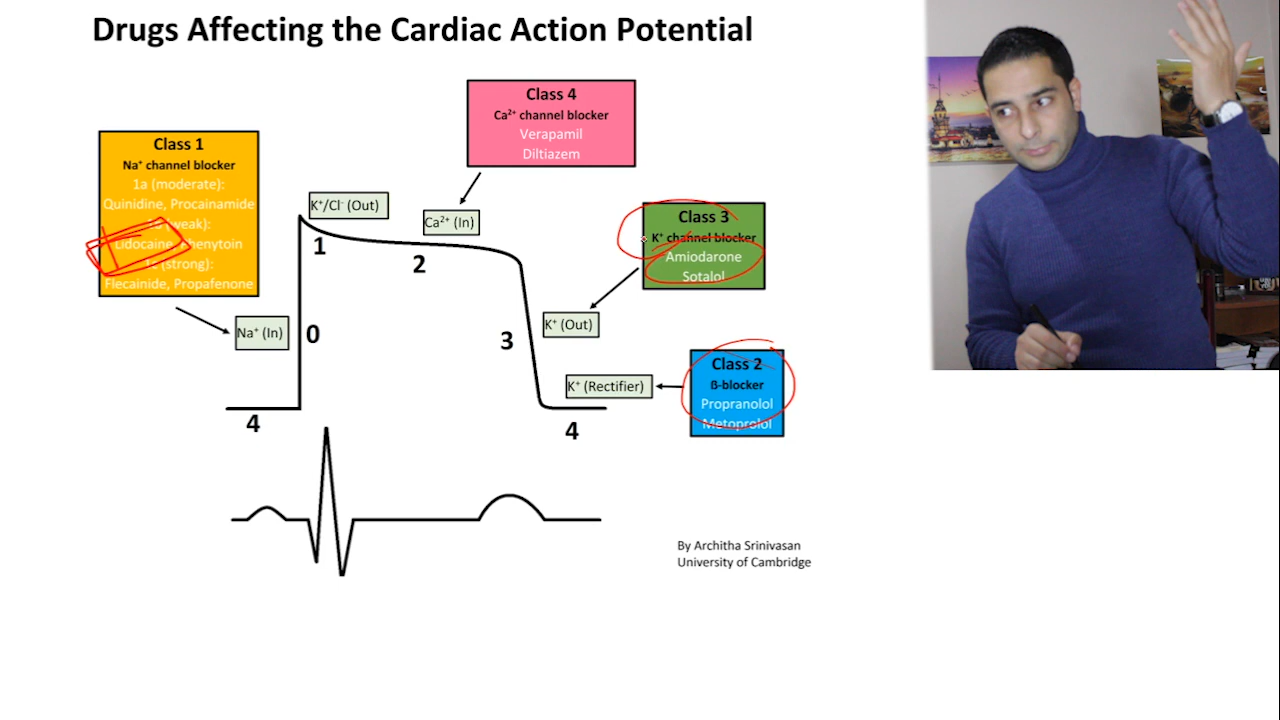 Drugs Affecting the Cardiac Action Potential
Class 4
Ca²⁺ channel blocker
Verapamil
Diltiazem
Class 1
Na⁺ channel blocker
1a (moderate):
Quinidine, Procainamide
(weak):
Lidocaine, Phenytoin
(strong):
Flecainide, Propafenone
K⁺/Cl⁻ (Out)
Ca²⁺ (In)
Class 3
K⁺ channel blocker
Amiodarone
Sotalol
1
2
Na⁺ (In)
0
3
K⁺ (Out)
K⁺ (Rectifier)
Class 2
ß-blocker
Propranolol
Metoprolol
4
4
By Architha Srinivasan
University of Cambridge